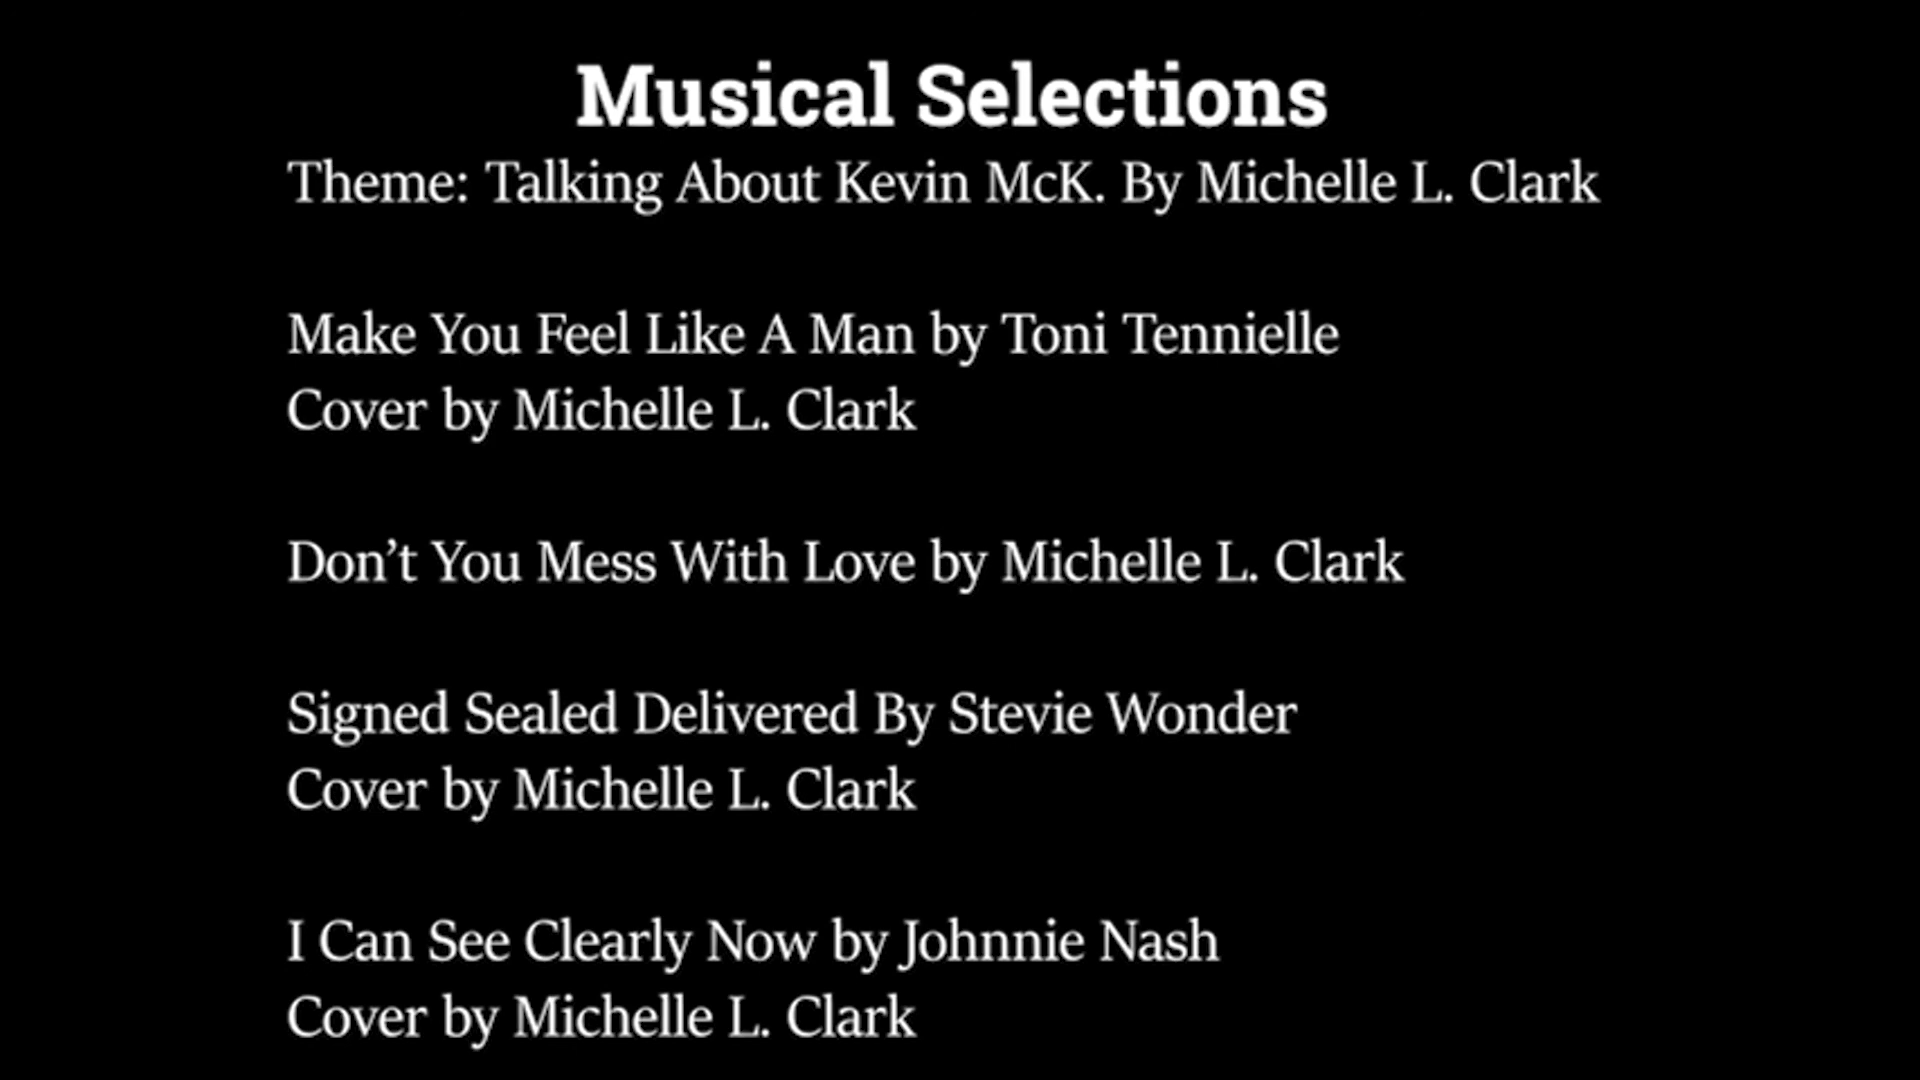 Musical Selections
Theme: Talking About Kevin McK. By Michelle L. Clark
Make You Feel Like A Man by Toni Tennielle
Cover by Michelle L. Clark
Don’t You Mess With Love by Michelle L. Clark
Signed Sealed Delivered By Stevie Wonder
Cover by Michelle L. Clark
I Can See Clearly Now by Johnnie Nash
Cover by Michelle L. Clark